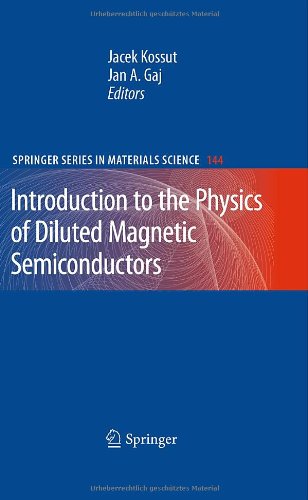 Urheberrechtlich geschütztes Material
Jacek Kossut
Jan A. Gaj
Editors
SPRINGER SERIES IN MATERIALS SCIENCE 144
Introduction to the Physics
of Diluted Magnetic
Semiconductors
Springer
Urheberrechtlich geschütztes Material